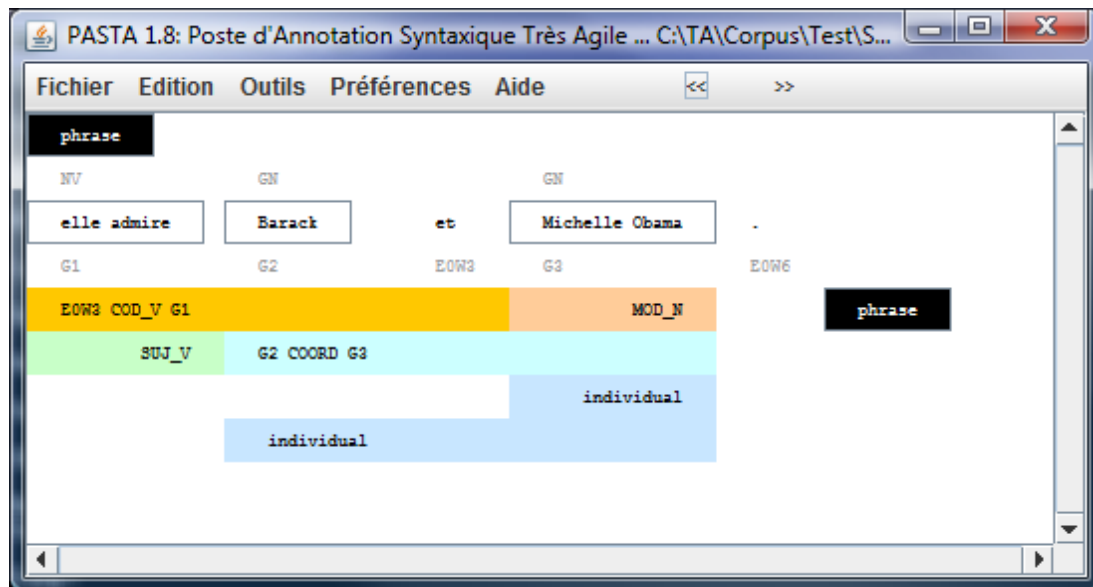 PASTA 1.8: Poste d'Annotation Syntaxique Très Agile ... C:\TA\Corpus\Test\S...
Fichier Edition Outils Préférences Aide << >>
phrase
NV GN GN
elle admire Barack et Michelle Obama .
G1 G2 E0W3 G3 E0W6
E0W3 COD_V G1 MOD_N phrase
SUJ_V G2 COORD G3
individual
individual